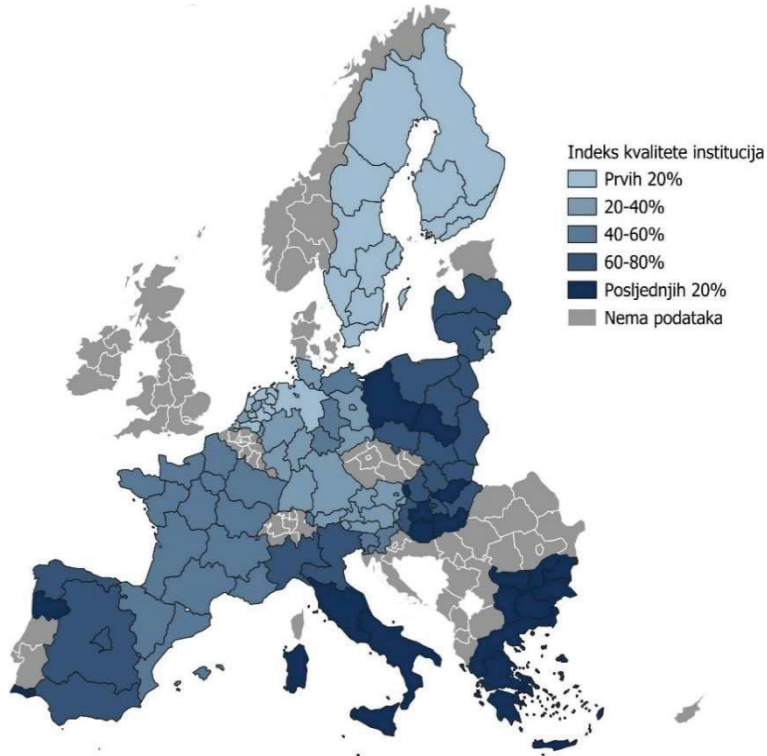 Indeks kvalitete institucija
Prvih 20%
20-40%
40-60%
60-80%
Posljednjih 20%
Nema podataka